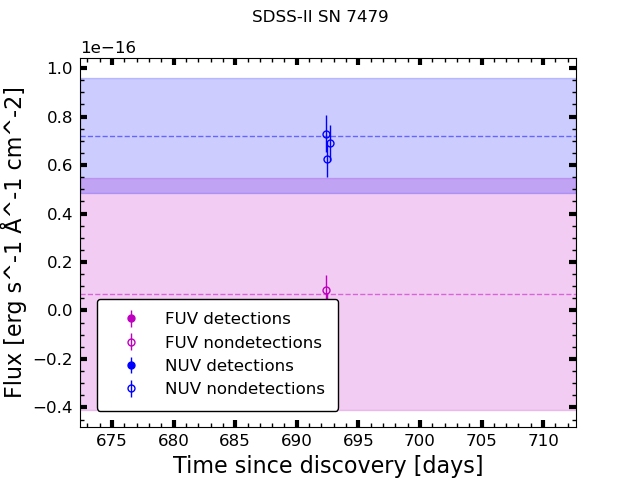 SDSS-II SN 7479
1e−16
1.0
0.8
0.6
0.4
0.2
0.0
−0.2
−0.4
Flux [erg s^-1 Å^-1 cm^-2]
FUV detections
FUV nondetections
NUV detections
NUV nondetections
675 680 685 690 695 700 705 710
Time since discovery [days]